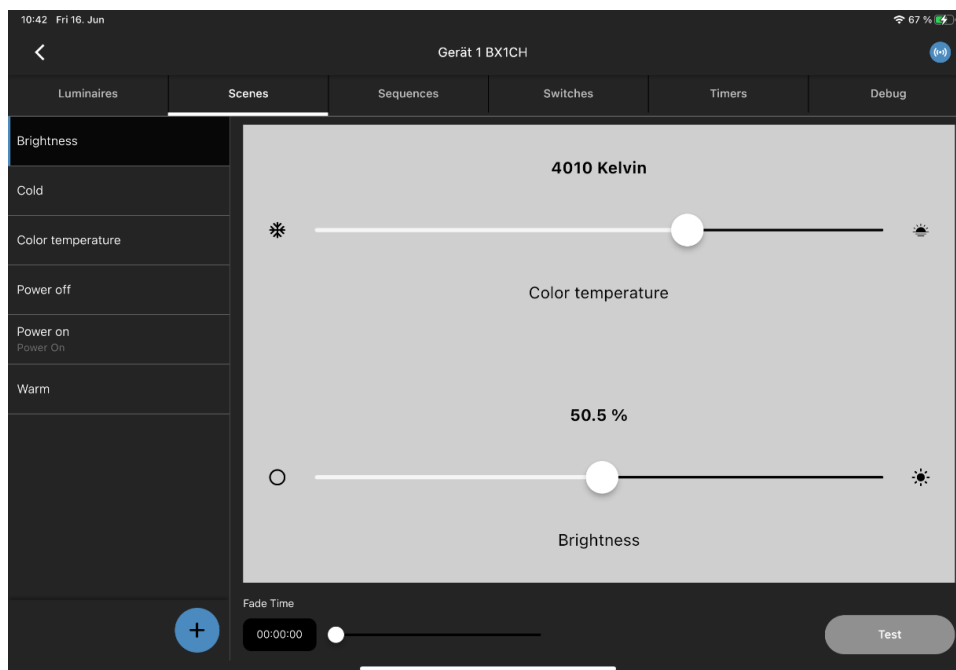 10:42 Fri 16. Jun
67 %
Gerät 1 BX1CH
Luminaires Scenes Sequences Switches Timers Debug
Brightness
Cold
Color temperature
Power off
Power on
Power On
Warm
4010 Kelvin
Color temperature
50.5 %
Brightness
Fade Time
00:00:00
Test